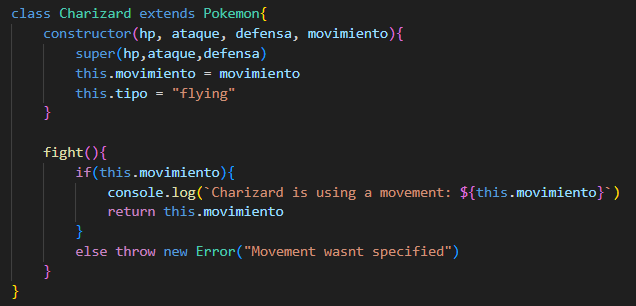 class Charizard extends Pokemon{
    constructor(hp, ataque, defensa, movimiento){
        super(hp,ataque,defensa)
        this.movimiento = movimiento
        this.tipo = "flying"
    }

    fight(){
        if(this.movimiento){
            console.log(`Charizard is using a movement: ${this.movimiento}`)
            return this.movimiento
        }
        else throw new Error("Movement wasnt specified")
    }
}